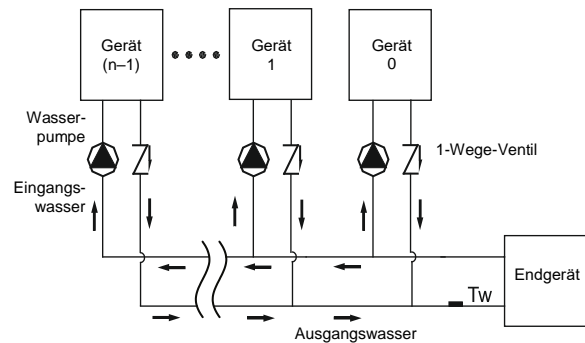 Gerät
(n–1)
Gerät
1
Gerät
0
Wasser-
pumpe
1-Wege-Ventil
Eingangs-
wasser
Endgerät
Tw
Ausgangswasser